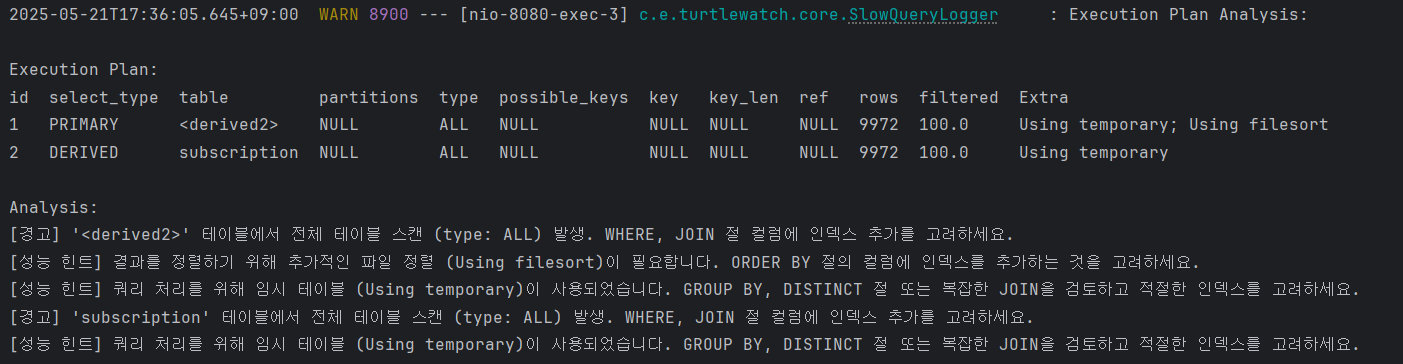 2025-05-21T17:36:05.645+09:00  WARN 8900 --- [nio-8080-exec-3] c.e.turtlewatch.core.SlowQueryLogger     : Execution Plan Analysis:
Execution Plan:
id  select_type  table         partitions  type  possible_keys  key   key_len  ref   rows  filtered  Extra
1   PRIMARY      <derived2>    NULL        ALL   NULL           NULL  NULL     NULL  9972  100.0     Using temporary; Using filesort
2   DERIVED      subscription  NULL        ALL   NULL           NULL  NULL     NULL  9972  100.0     Using temporary
Analysis:
[경고] '<derived2>' 테이블에서 전체 테이블 스캔 (type: ALL) 발생. WHERE, JOIN 절 컬럼에 인덱스 추가를 고려하세요.
[성능 힌트] 결과를 정렬하기 위해 추가적인 파일 정렬 (Using filesort)이 필요합니다. ORDER BY 절의 컬럼에 인덱스를 추가하는 것을 고려하세요.
[성능 힌트] 쿼리 처리를 위해 임시 테이블 (Using temporary)이 사용되었습니다. GROUP BY, DISTINCT 절 또는 복잡한 JOIN을 검토하고 적절한 인덱스를 고려하세요.
[경고] 'subscription' 테이블에서 전체 테이블 스캔 (type: ALL) 발생. WHERE, JOIN 절 컬럼에 인덱스 추가를 고려하세요.
[성능 힌트] 쿼리 처리를 위해 임시 테이블 (Using temporary)이 사용되었습니다. GROUP BY, DISTINCT 절 또는 복잡한 JOIN을 검토하고 적절한 인덱스를 고려하세요.